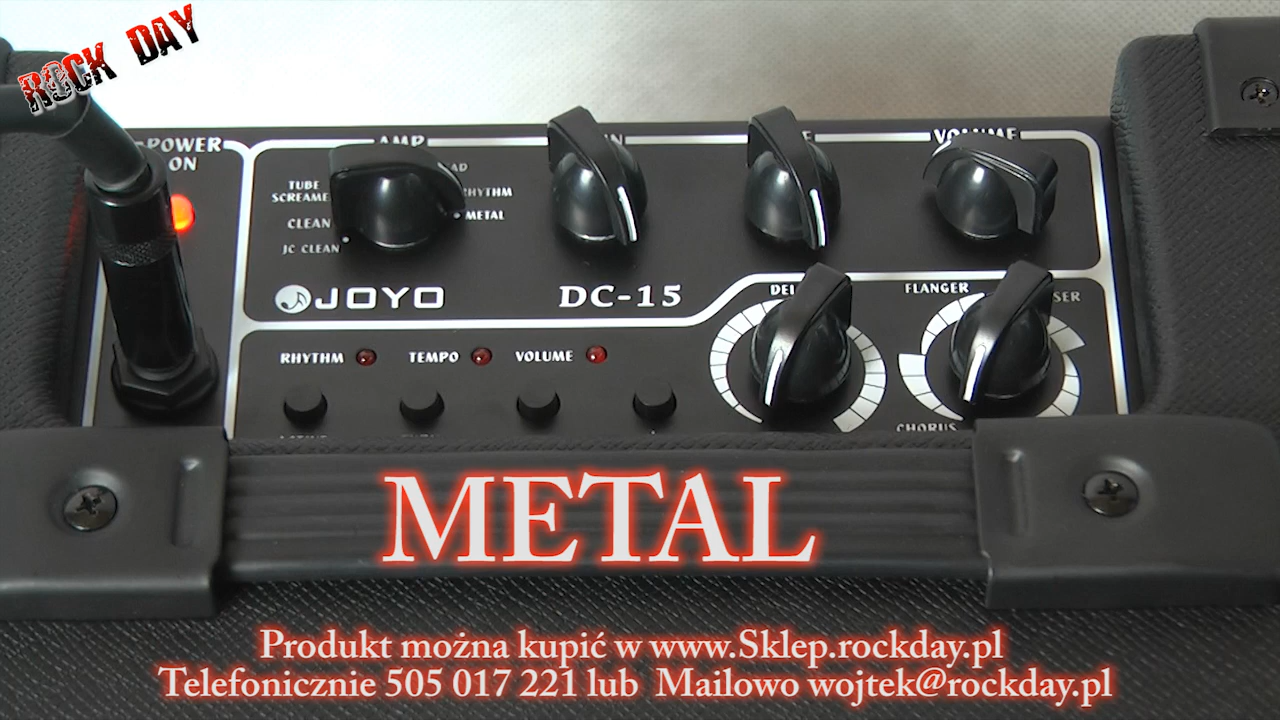 ROCK DAY
POWER
ON
AMP
VOLUME
TUBE
RHYTHM
METAL
CLEAN
JC CLEAN
JOYO
DC-15
FLANGER
RHYTHM
TEMPO
VOLUME
CHORUS
METAL
Produkt można kupić w www.Sklep.rockday.pl
Telefonicznie 505 017 221 lub Mailowo wojtek@rockday.pl